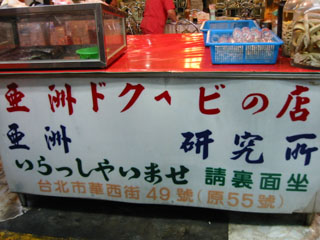 亜洲ドクヘビの店
亜洲 研究所
いらっしやいませ 請裏面坐
台北市華西街49號(原55號)